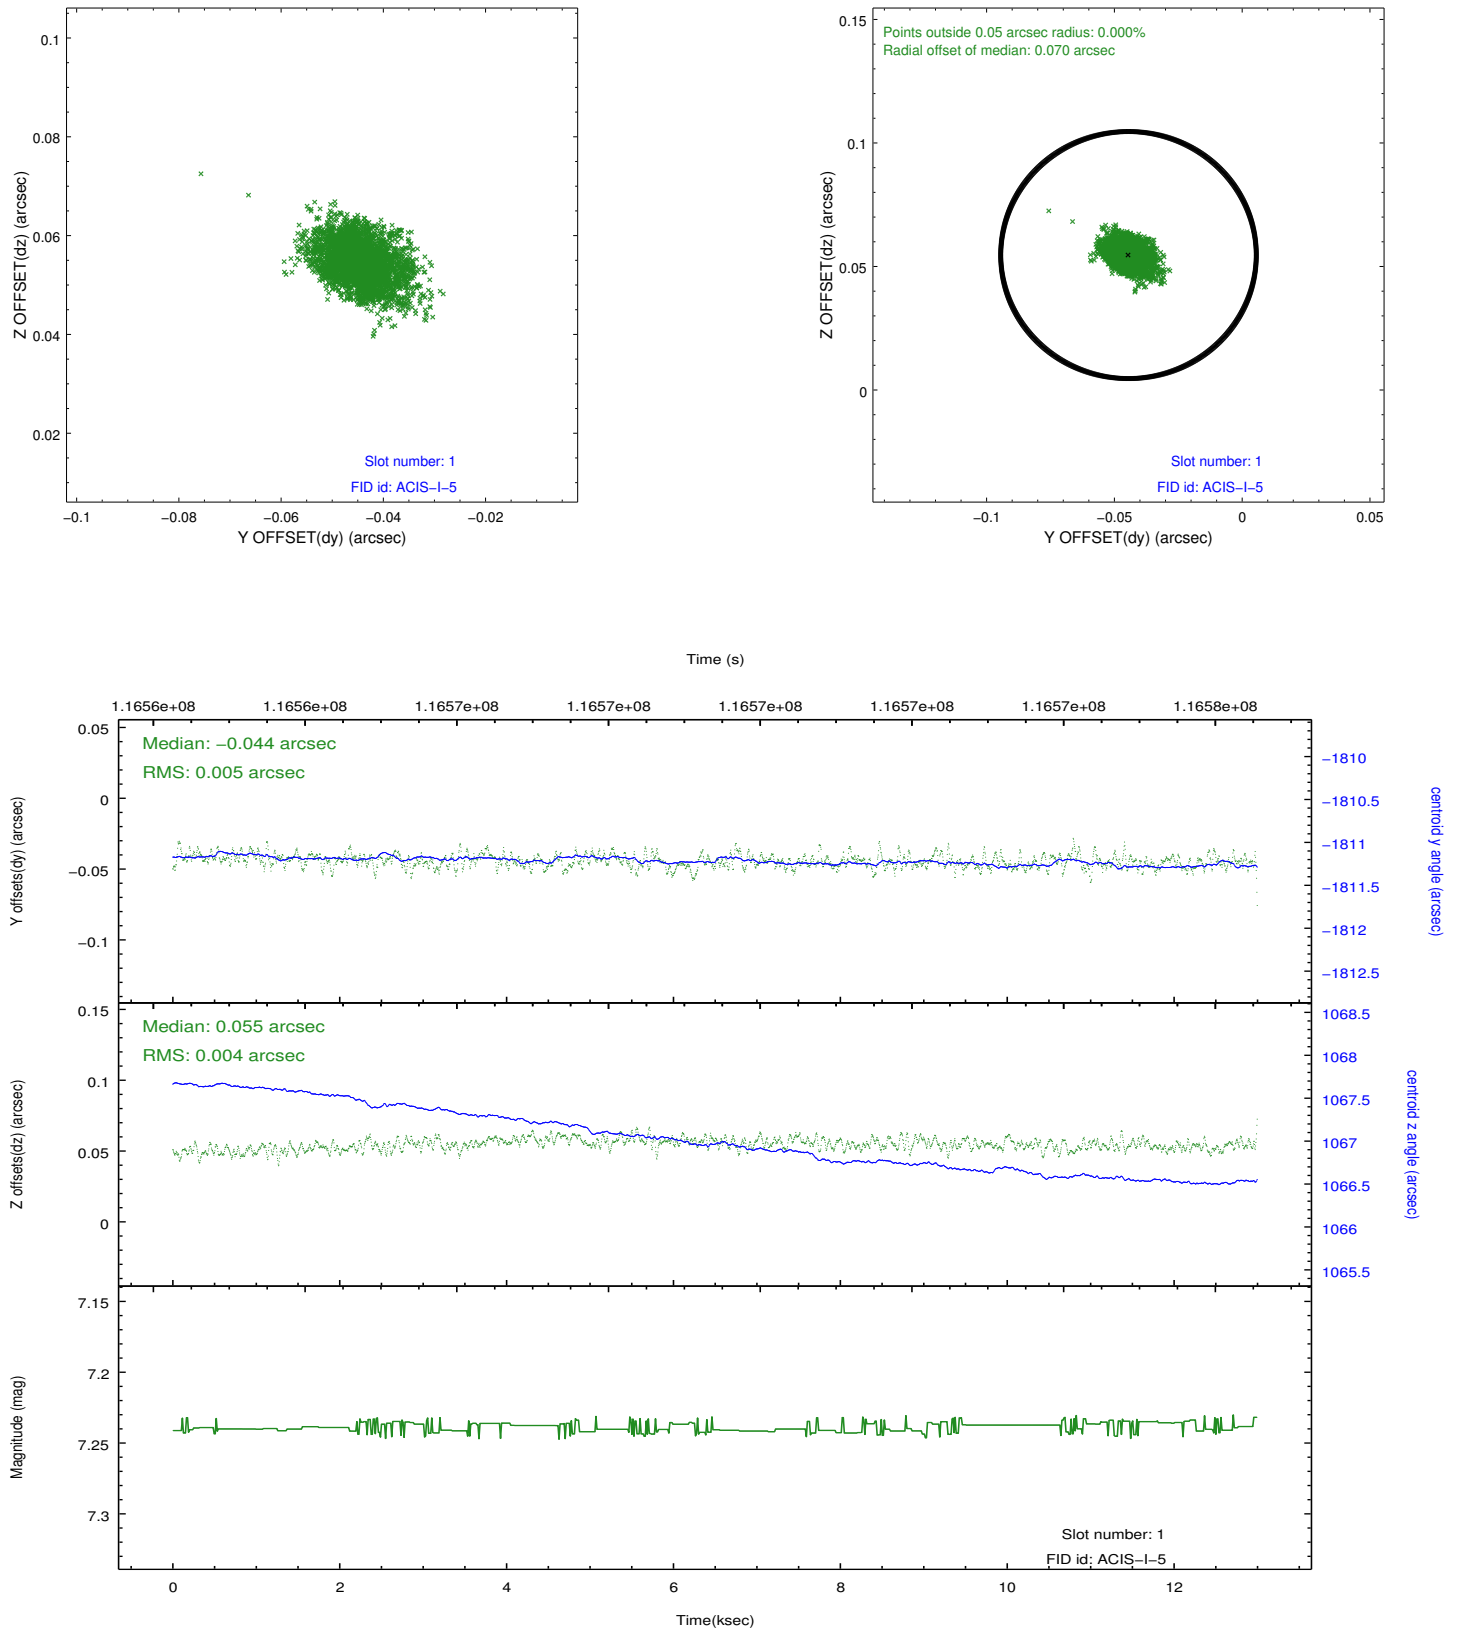 0.1
0.08
0.06
0.04
0.02
Z OFFSET(dz) (arcsec)
Slot number: 1
FID id: ACIS−I−5
−0.1
−0.08
−0.06
−0.04
−0.02
Y OFFSET(dy) (arcsec)
Points outside 0.05 arcsec radius: 0.000%
Radial offset of median: 0.070 arcsec
0.15
0.1
0.05
0
Z OFFSET(dz) (arcsec)
Slot number: 1
FID id: ACIS−I−5
−0.1
−0.05
0
0.05
Y OFFSET(dy) (arcsec)
Time (s)
1.1656e+08
1.1656e+08
1.1657e+08
1.1657e+08
1.1657e+08
1.1657e+08
1.1657e+08
1.1658e+08
Median: −0.044 arcsec
RMS: 0.005 arcsec
0.05
0
−0.05
−0.1
Y offsets(dy) (arcsec)
−1810
−1810.5
−1811
−1811.5
−1812
−1812.5
centroid y angle (arcsec)
Median: 0.055 arcsec
RMS: 0.004 arcsec
0.15
0.1
0.05
0
Z offsets(dz) (arcsec)
1068.5
1068
1067.5
1067
1066.5
1066
1065.5
centroid z angle (arcsec)
7.15
7.2
7.25
7.3
Magnitude (mag)
Slot number: 1
FID id: ACIS−I−5
0
2
4
6
8
10
12
Time(ksec)